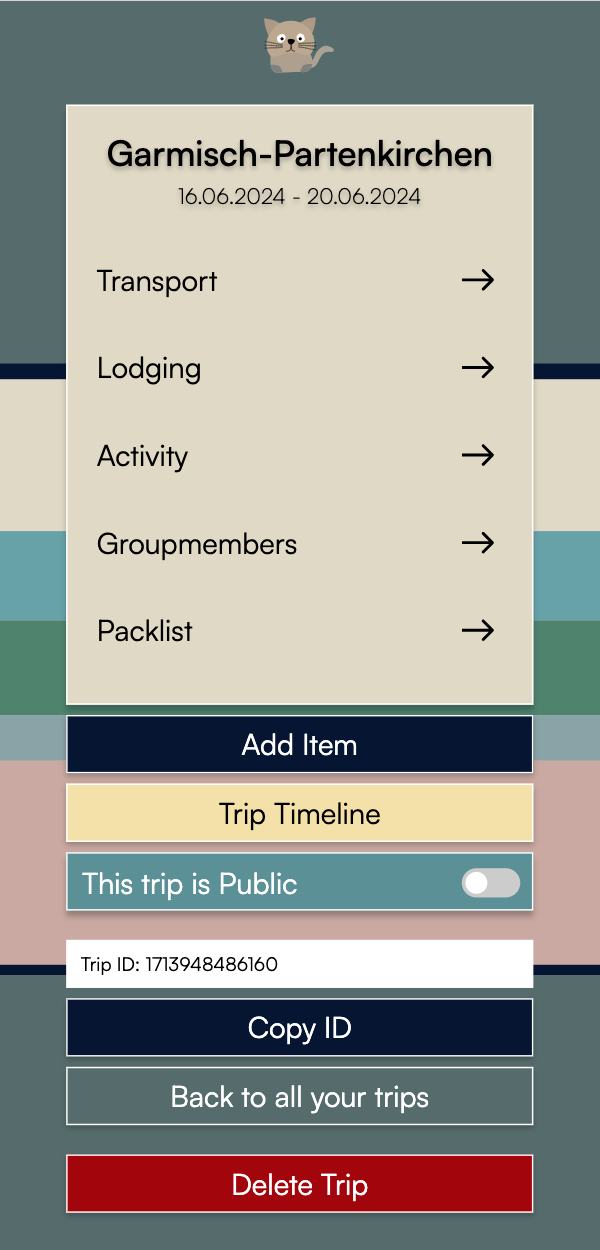 Garmisch-Partenkirchen
16.06.2024 - 20.06.2024
Transport
Lodging
Activity
Groupmembers
Packlist
Add Item
Trip Timeline
This trip is Public
Trip ID: 1713948486160
Copy ID
Back to all your trips
Delete Trip